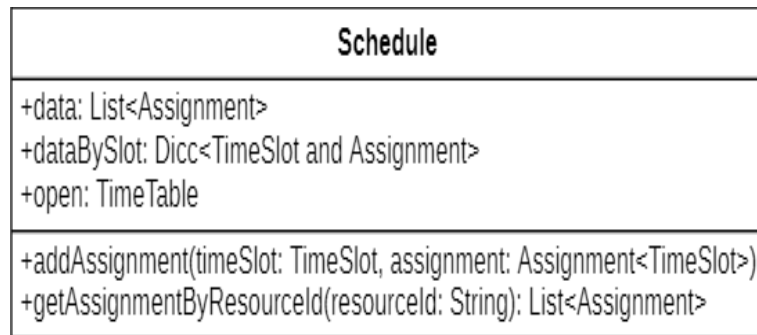 Schedule
+data: List<Assignment>
+dataBySlot: Dicc<TimeSlot and Assignment>
+open: TimeTable
+addAssignment(timeSlot: TimeSlot, assignment: Assignment<TimeSlot>)
+getAssignmentByResourceId(resourceId: String): List<Assignment>